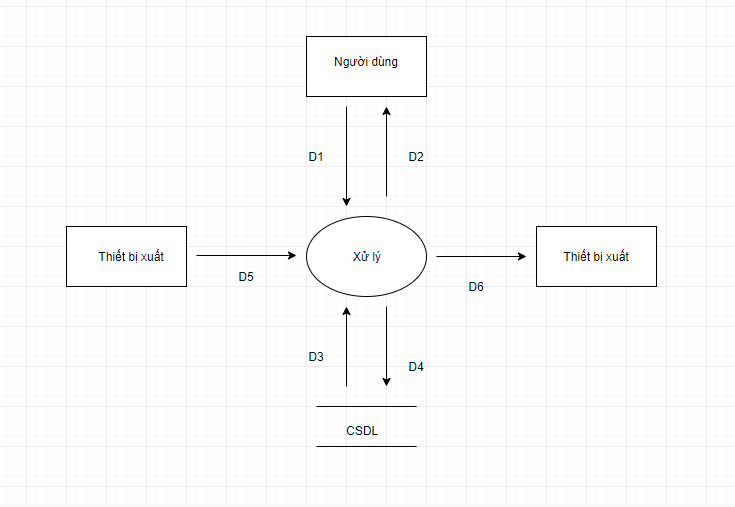 Người dùng
D1
D2
Thiết bị xuất
Xử lý
Thiết bị xuất
D5
D6
D3
D4
CSDL